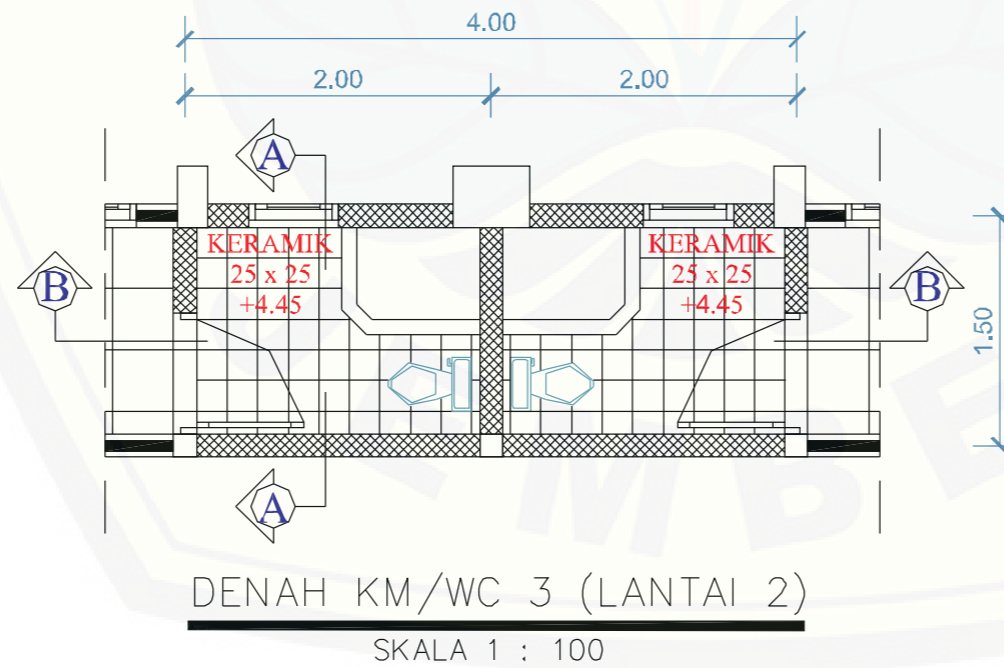 4.00
2.00 2.00
A
KERAMIK
25 x 25
+4.45
KERAMIK
25 x 25
+4.45
B
B
1.50
A
DENAH KM/WC 3 (LANTAI 2)
SKALA 1 : 100